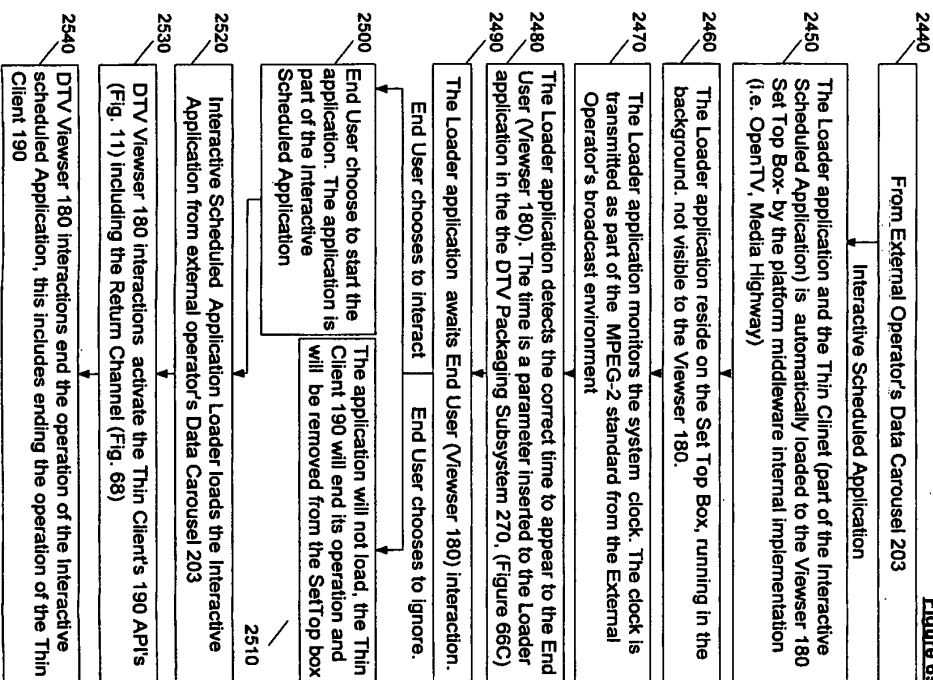 2440
From External Operator's Data Carousel 203
Interactive Scheduled Application
2450
The Loader application and the Thin Clinet (part of the Interactive
Scheduled Application) is automatically loaded to the Viewser 180
Set Top Box- by the platform middleware internal implementation
(i.e. OpenTV, Media Highway)
2460
The Loader application reside on the Set Top Box, running in the
background. not visible to the Viewser 180.
2470
The Loader application monitors the system clock. The clock is
transmitted as part of the MPEG-2 standard from the External
Operator's broadcast environment
2480
The Loader application detects the correct time to appear to the End
User (Viewser 180). The time is a parameter inserted to the Loader
application in the the DTV Packaging Subsystem 270, (Figure 66C)
2490
The Loader application awaits End User (Viewser 180) interaction.
End User chooses to interact
End User chooses to ignore.
2500
End User choose to start the
application. The application is
part of the Interactive
Scheduled Application
The application will not load, the Thin
Client 190 will end its operation and
will be removed from the SetTop box
2510
2520
Interactive Scheduled Application Loader loads the Interactive
Application from external operator's Data Carousel 203
2530
DTV Viewser 180 interactions activate the Thin Client's 190 API's
(Fig. 11) including the Return Channel (Fig. 68)
2540
DTV Viewser 180 interactions end the operation of the Interactive
scheduled Application, this includes ending the operation of the Thin
Client 190